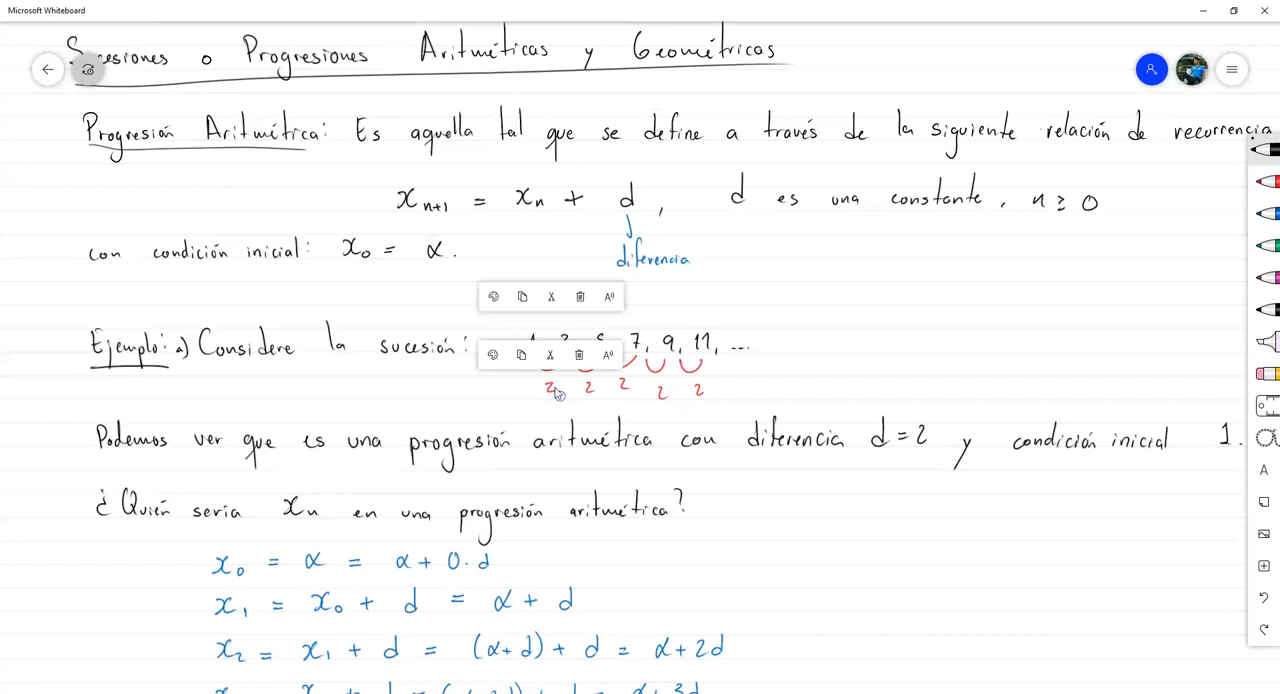 Microsoft Whiteboard
Progresiones Aritméticas y Geométricas
Progresión Aritmética: Es aquella tal que se define a través de la siguiente relación de recurrencia
x_{n+1} = x_n + d, d es una constante, n ≥ 0
diferencia
con condición inicial: x_0 = α.
Ejemplo: a) Considere la sucesión: 7, 9, 11, ...
2 2 2 2 2
Podemos ver que es una progresión aritmética con diferencia d = 2 y condición inicial 1.
¿Quién sería x_n en una progresión aritmética?
x_0 = α = α + 0·d
x_1 = x_0 + d = α + d
x_2 = x_1 + d = (α + d) + d = α + 2d